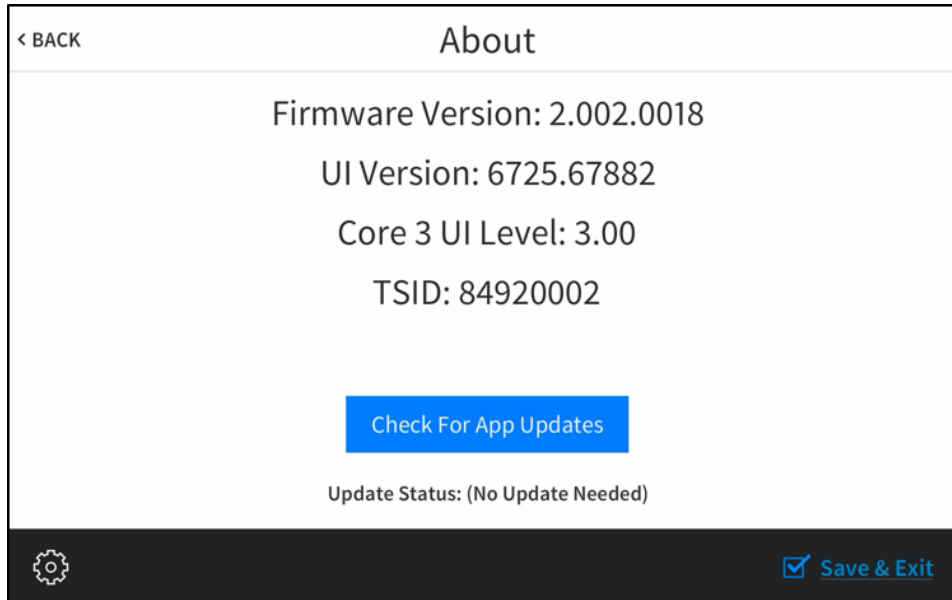 < BACK
About
Firmware Version: 2.002.0018
UI Version: 6725.67882
Core 3 UI Level: 3.00
TSID: 84920002
Check For App Updates
Update Status: (No Update Needed)
Save & Exit